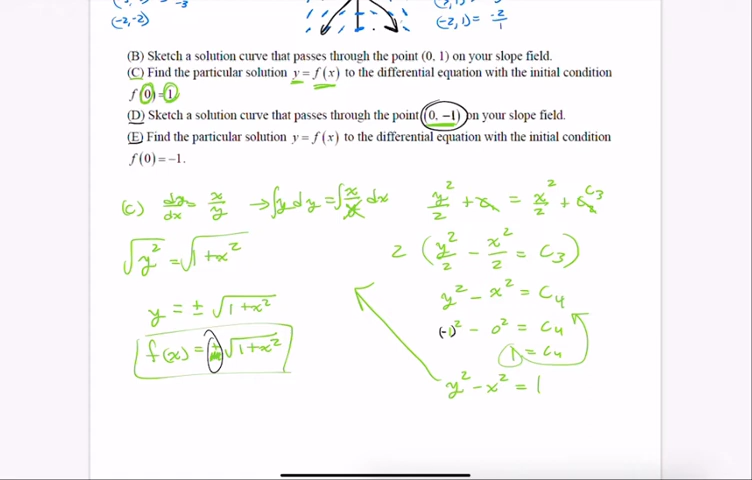 -3
(-2,-2)
(-2,1) = -2/1
(B) Sketch a solution curve that passes through the point (0, 1) on your slope field.
(C) Find the particular solution y = f(x) to the differential equation with the initial condition
f(0)=1
(D) Sketch a solution curve that passes through the point (0, −1) on your slope field.
(E) Find the particular solution y = f(x) to the differential equation with the initial condition
f(0)=−1.
(C) dy/dx = x/y → ∫y dy = ∫x/ dx
y²/2 + = x²/2 + C3
√y² = √1+x²
2 (y²/2 - x²/2 = C3)
y² - x² = C4
y = ± √1+x²
(-1)² - 0² = C4
f(x) = √1+x²
1 = C4
y² - x² = 1